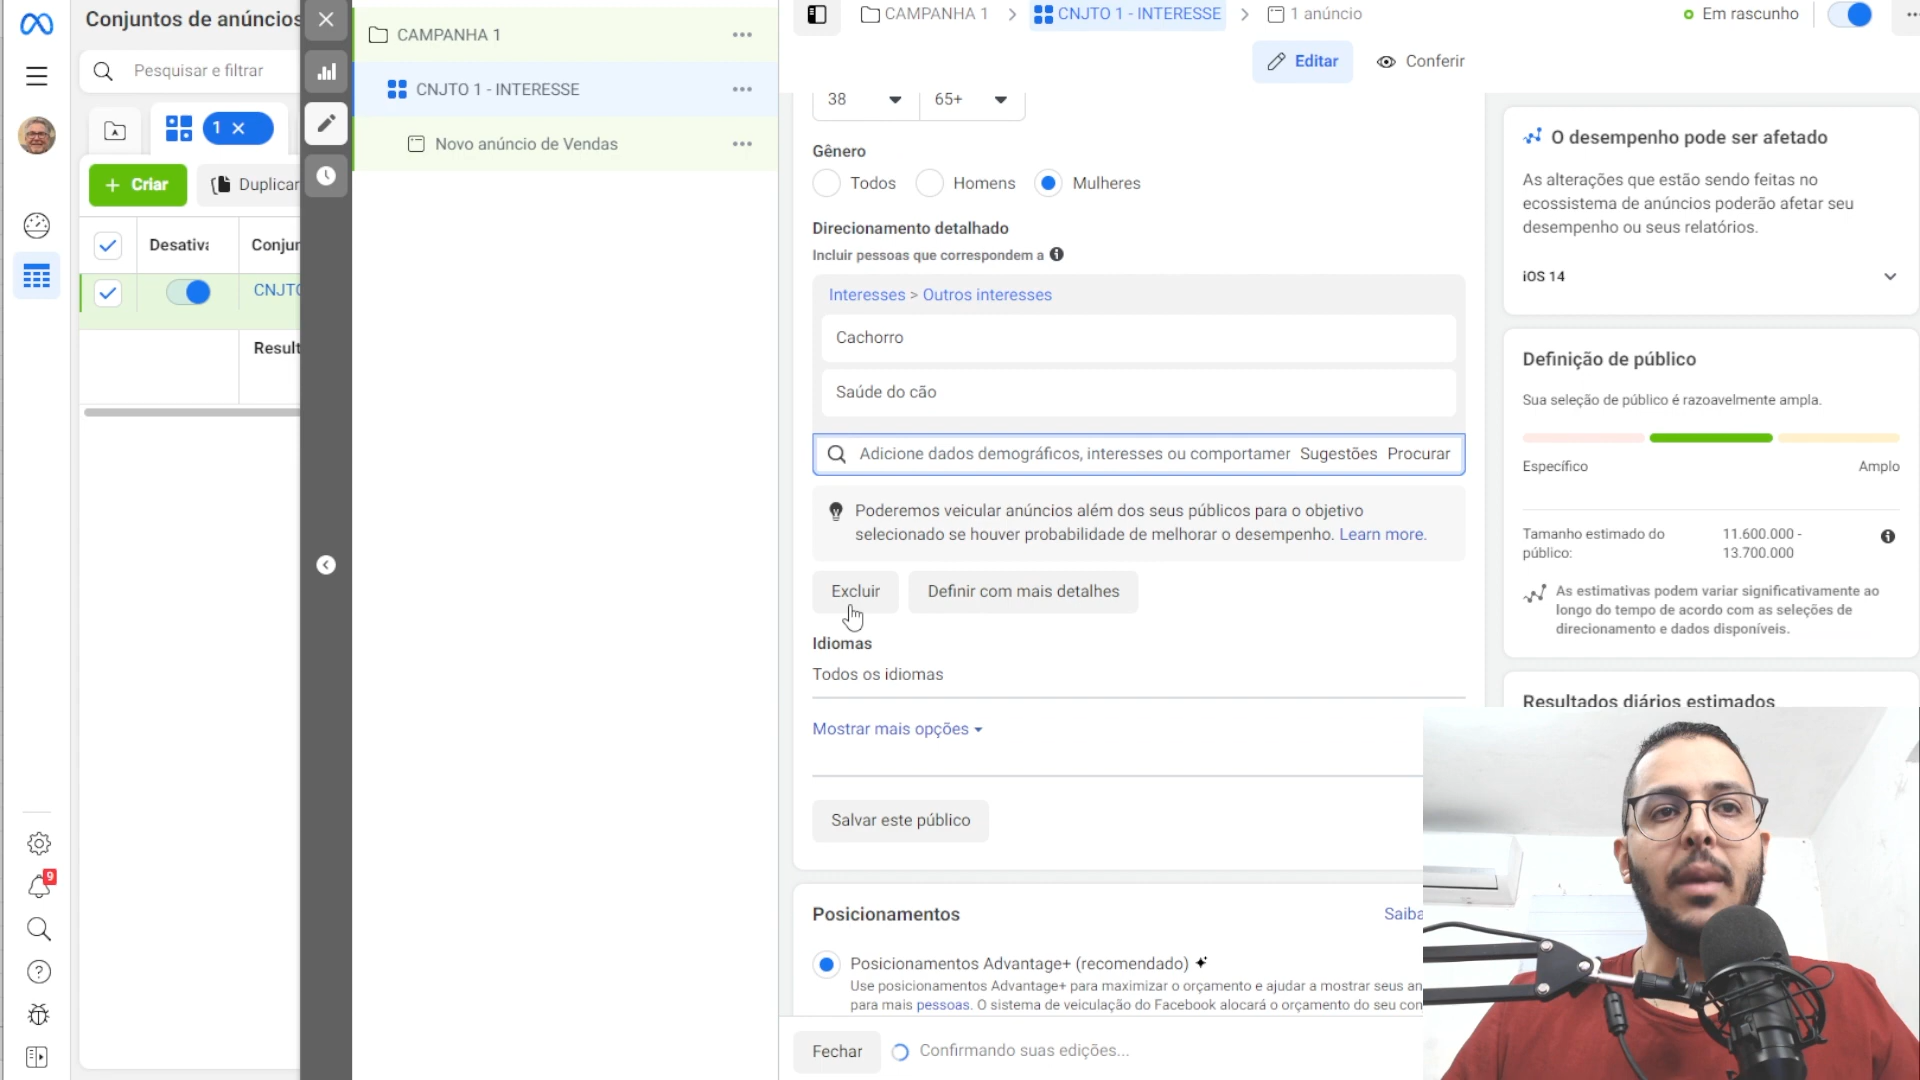 Conjuntos de anúncios
Pesquisar e filtrar
1
Criar
Duplicar
Desativa
Conjun
CNJTO
Result
9
CAMPANHA 1
CNJTO 1 - INTERESSE
Novo anúncio de Vendas
CAMPANHA 1
CNJTO 1 - INTERESSE
1 anúncio
Em rascunho
Editar
Conferir
38
65+
Gênero
Todos
Homens
Mulheres
Direcionamento detalhado
Incluir pessoas que correspondem a
Interesses > Outros interesses
Cachorro
Saúde do cão
Adicione dados demográficos, interesses ou comportamer Sugestões Procurar
Poderemos veicular anúncios além dos seus públicos para o objetivo
selecionado se houver probabilidade de melhorar o desempenho. Learn more.
Excluir
Definir com mais detalhes
Idiomas
Todos os idiomas
Mostrar mais opções
Salvar este público
Posicionamentos
Saiba
Posicionamentos Advantage+ (recomendado)
Use posicionamentos Advantage+ para maximizar o orçamento e ajudar a mostrar seus an
para mais pessoas. O sistema de veiculação do Facebook alocará o orçamento do seu con
Fechar
Confirmando suas edições...
O desempenho pode ser afetado
As alterações que estão sendo feitas no
ecossistema de anúncios poderão afetar seu
desempenho ou seus relatórios.
iOS 14
Definição de público
Sua seleção de público é razoavelmente ampla.
Específico
Amplo
Tamanho estimado do
público:
11.600.000 -
13.700.000
As estimativas podem variar significativamente ao
longo do tempo de acordo com as seleções de
direcionamento e dados disponíveis.
Resultados diários estimados